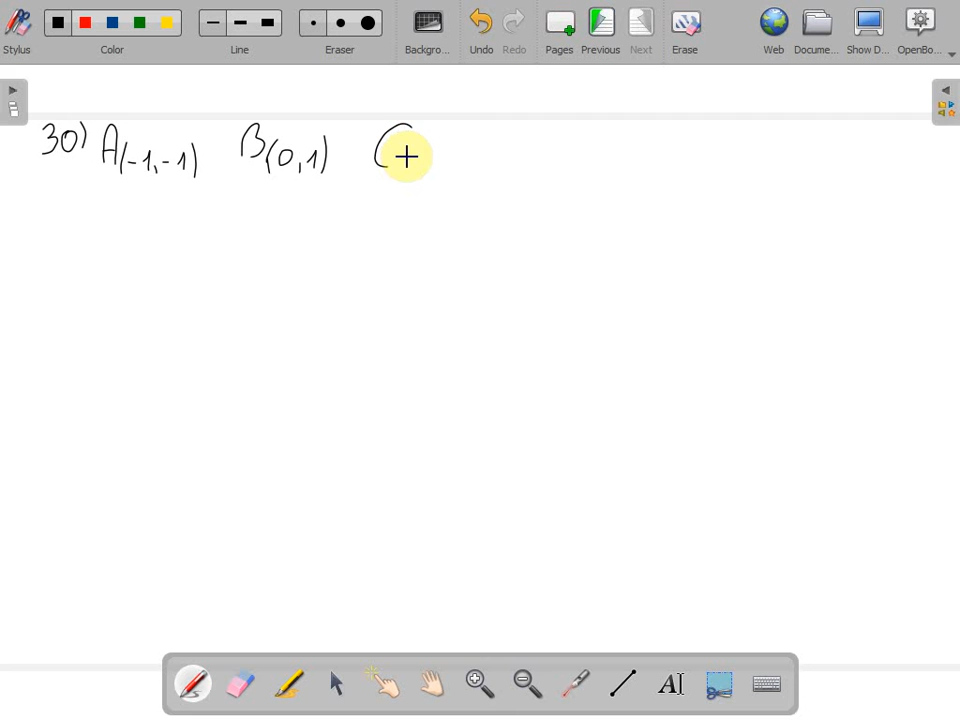 Stylus Color Line Eraser Backgro... Undo Redo Pages Previous Next Erase Web Docume... Show D... OpenBo...
30) A(-1,-1) B(0,1) C
AI